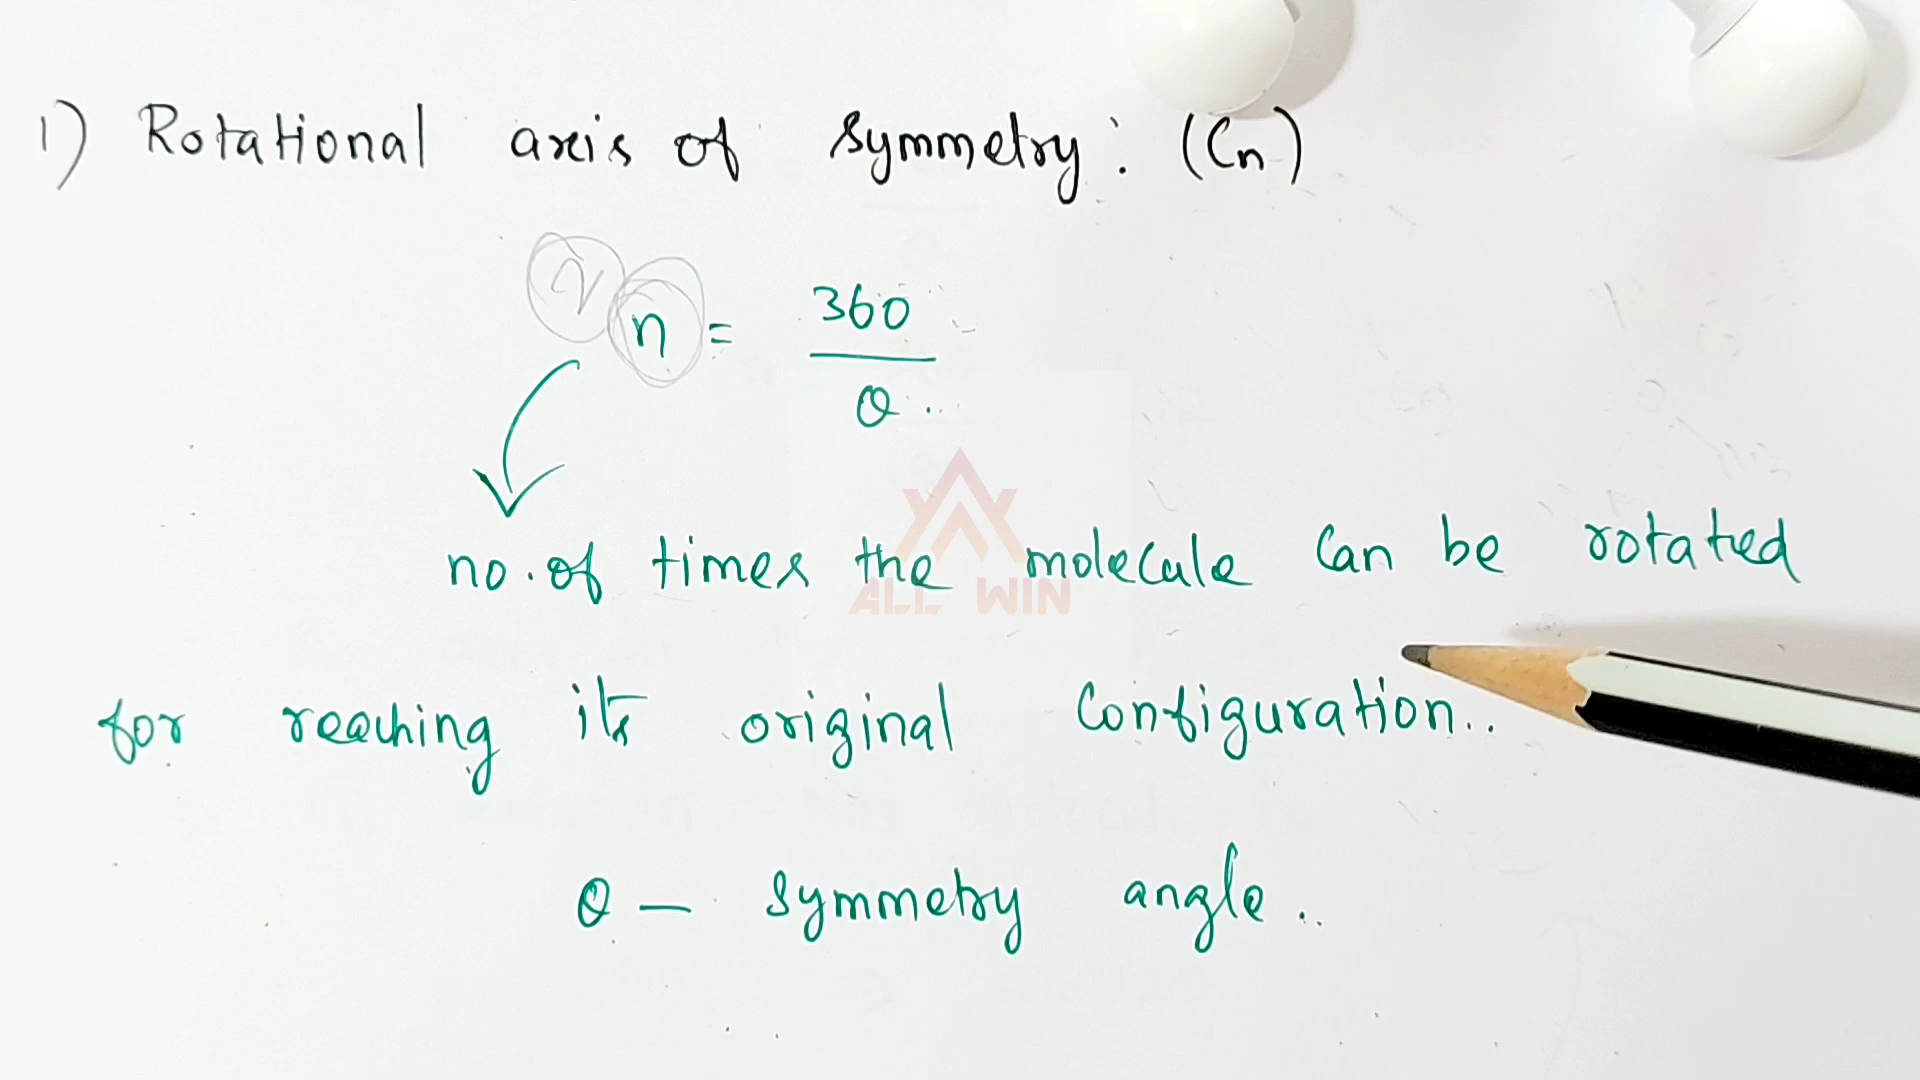 1) Rotational axis of symmetry: (Cn)
n = 360 / θ
no. of times the molecule can be rotated
ALL WIN
for reaching its original Configuration..
θ — symmetry angle..